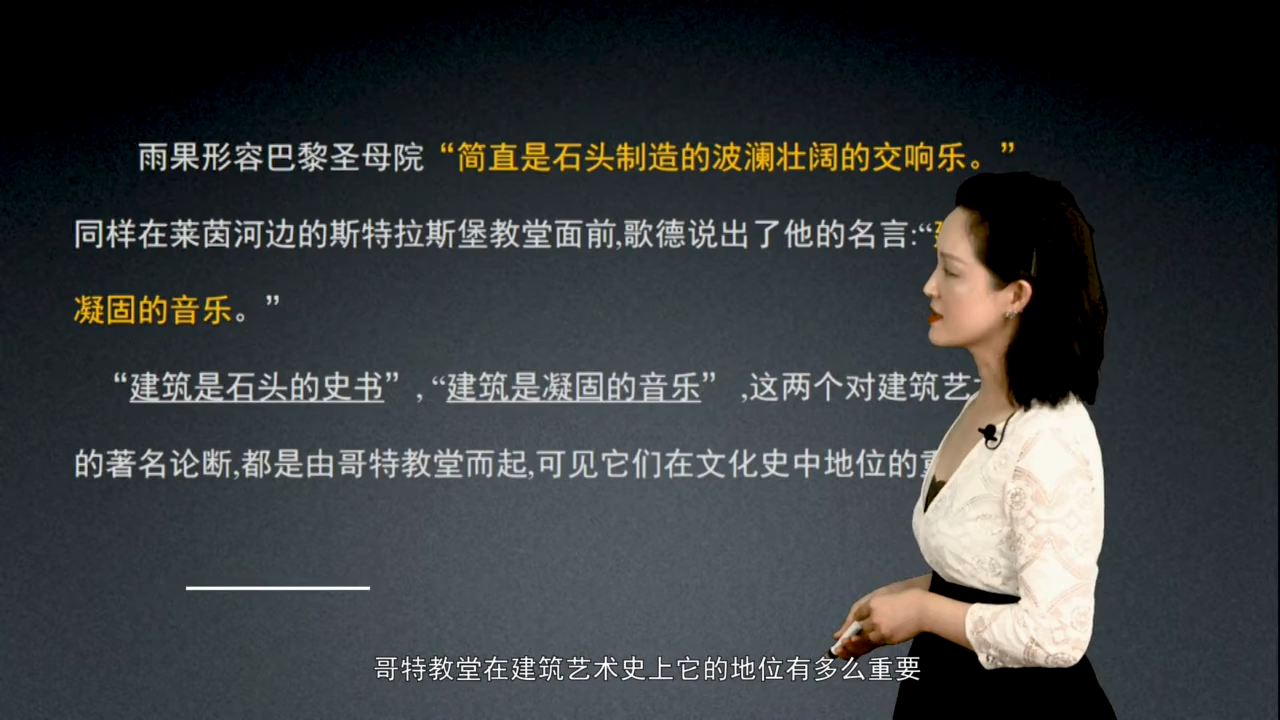 雨果形容巴黎圣母院“简直是石头制造的波澜壮阔的交响乐。”
同样在莱茵河边的斯特拉斯堡教堂面前,歌德说出了他的名言:“
凝固的音乐。”
“建筑是石头的史书”, “建筑是凝固的音乐” ,这两个对建筑艺
的著名论断,都是由哥特教堂而起,可见它们在文化史中地位的
哥特教堂在建筑艺术史上它的地位有多么重要